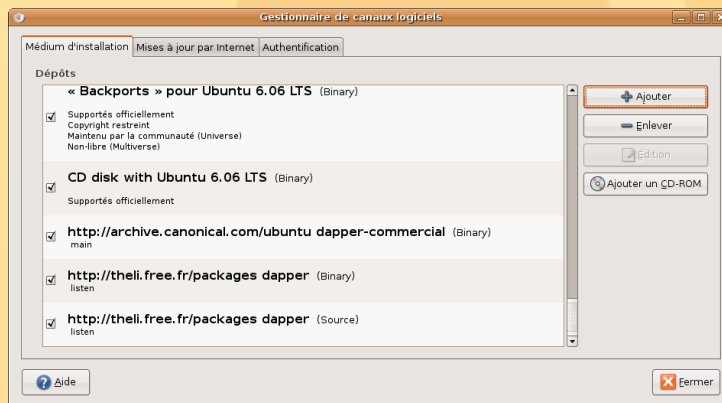 Gestionnaire de canaux logiciels
Médium d'installation Mises à jour par Internet Authentification
Dépôts
« Backports » pour Ubuntu 6.06 LTS (Binary)
Supportés officiellement
Copyright restreint
Maintenu par la communauté (Universe)
Non-libre (Multiverse)
CD disk with Ubuntu 6.06 LTS (Binary)
Supportés officiellement
http://archive.canonical.com/ubuntu dapper-commercial (Binary)
main
http://theli.free.fr/packages dapper (Binary)
listen
http://theli.free.fr/packages dapper (Source)
listen
Ajouter
Enlever
Édition
Ajouter un CD-ROM
Aide
Fermer